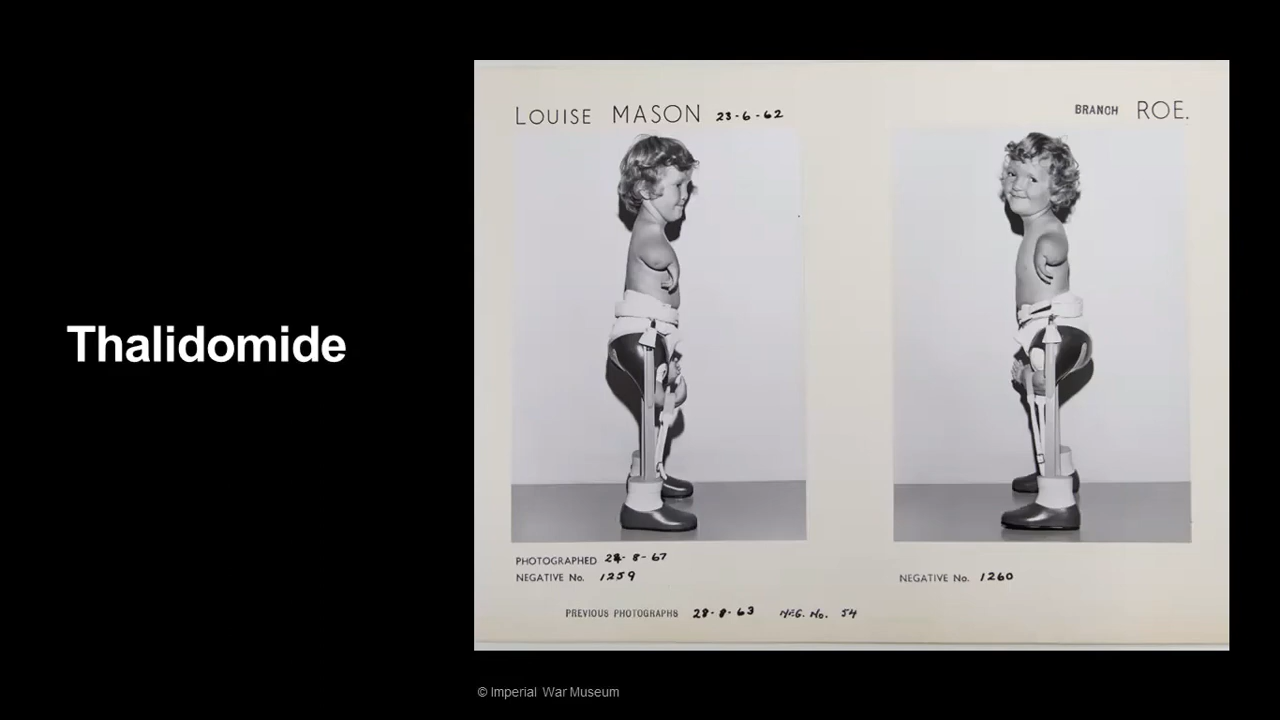 Thalidomide
LOUISE MASON 23-6-62
BRANCH ROE.
PHOTOGRAPHED 24-8-67
NEGATIVE No. 1259
NEGATIVE No. 1260
PREVIOUS PHOTOGRAPHS 28-8-63 NEG. No. 54
© Imperial War Museum